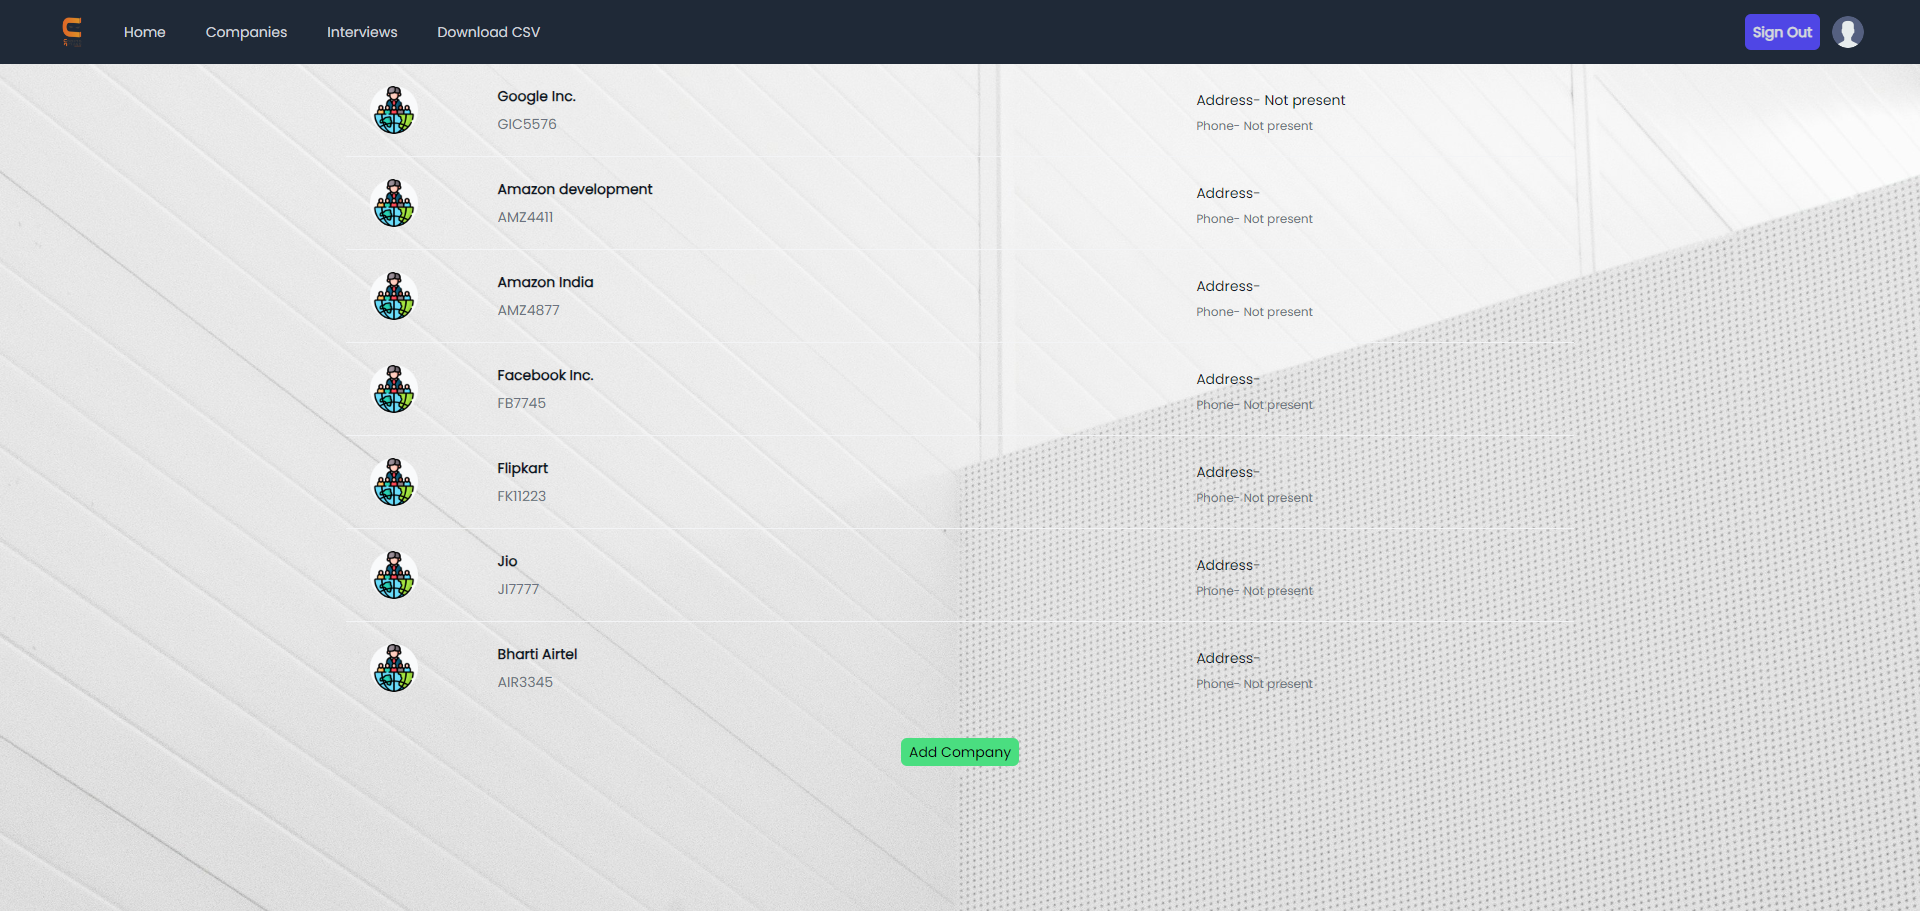 Home Companies Interviews Download CSV Sign Out
Google Inc. Address- Not present
GIC5576 Phone- Not present
Amazon development Address-
AMZ4411 Phone- Not present
Amazon India Address-
AMZ4877 Phone- Not present
Facebook Inc. Address-
FB7745 Phone- Not present
Flipkart Address-
FK11223 Phone- Not present
Jio Address-
JI7777 Phone- Not present
Bharti Airtel Address-
AIR3345 Phone- Not present
Add Company